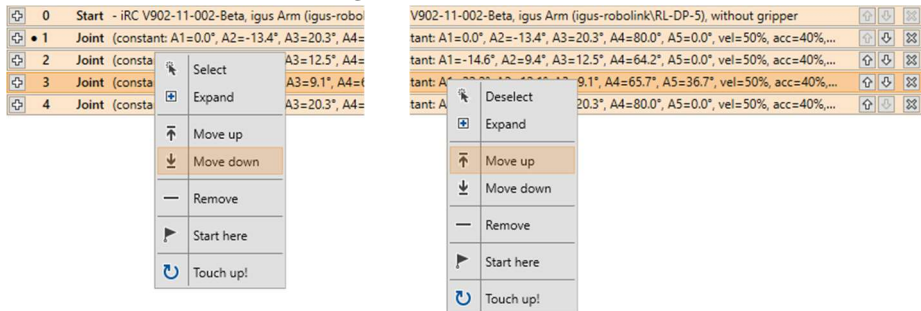 0 Start - iRC V902-11-002-Beta, igus Arm (igus-robo
1 Joint (constant: A1=0.0°, A2=-13.4°, A3=20.3°, A4=
2 Joint (consta A3=12.5°, A4=
3 Joint (consta A3=9.1°, A4=6
4 Joint (consta A3=20.3°, A4=
Select
Expand
Move up
Move down
Remove
Start here
Touch up!
V902-11-002-Beta, igus Arm (igus-robolink\RL-DP-5), without gripper
tant: A1=0.0°, A2=-13.4°, A3=20.3°, A4=80.0°, A5=0.0°, vel=50%, acc=40%,...
tant: A1=-14.6°, A2=9.4°, A3=12.5°, A4=64.2°, A5=0.0°, vel=50%, acc=40%,...
9.1°, A4=65.7°, A5=36.7°, vel=50%, acc=40%,...
tant: A 20.3°, A4=80.0°, A5=0.0°, vel=50%, acc=40%,...
Deselect
Expand
Move up
Move down
Remove
Start here
Touch up!